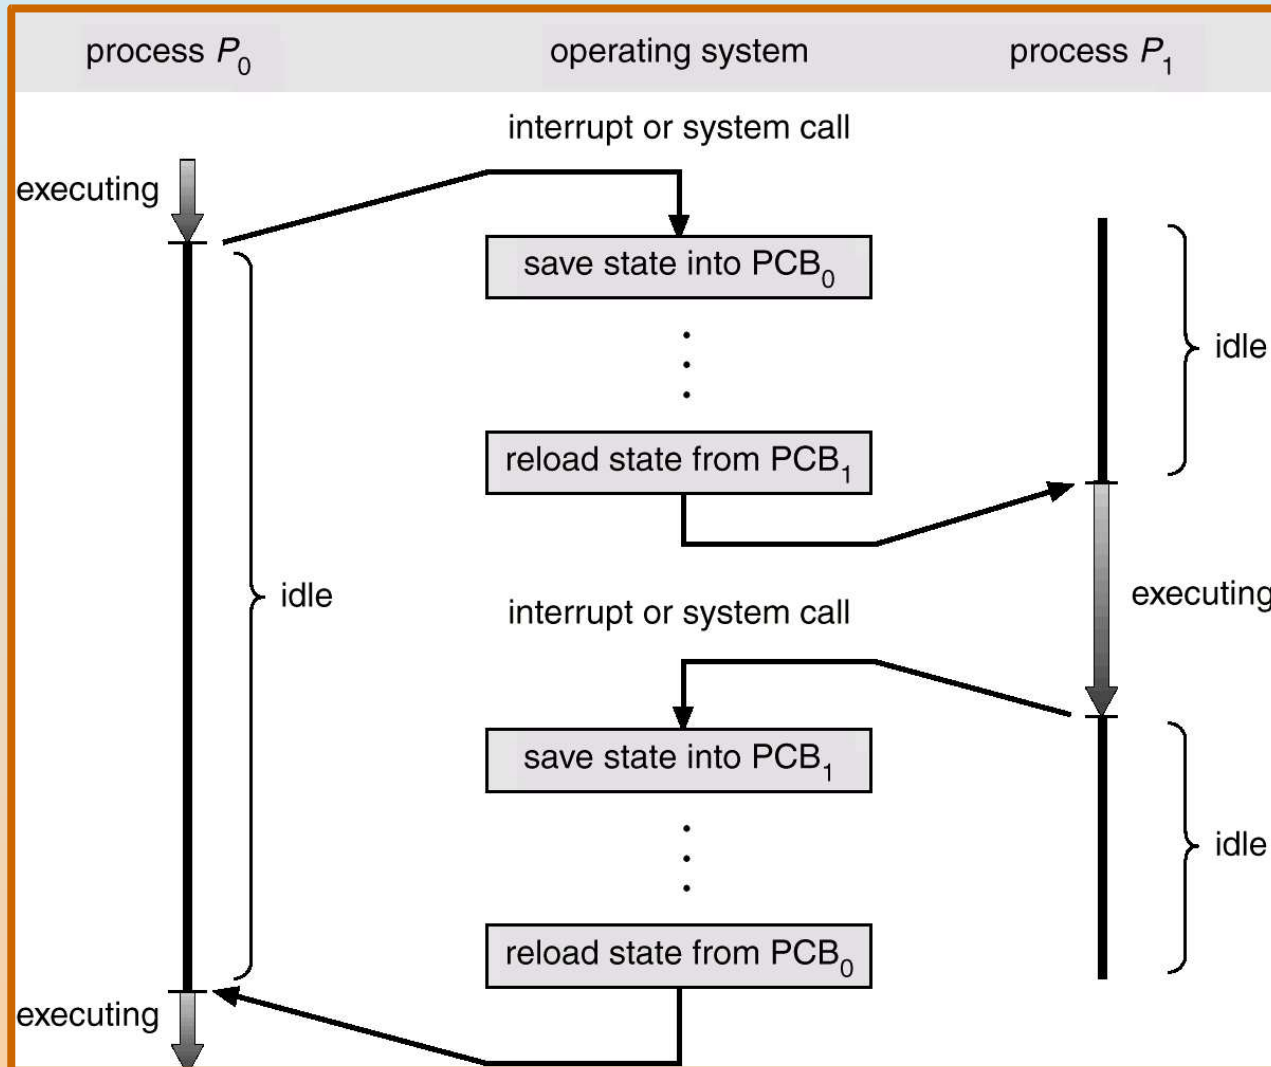 process P0
operating system
process P1
interrupt or system call
executing
save state into PCB0
idle
reload state from PCB1
idle
executing
interrupt or system call
save state into PCB1
idle
reload state from PCB0
executing